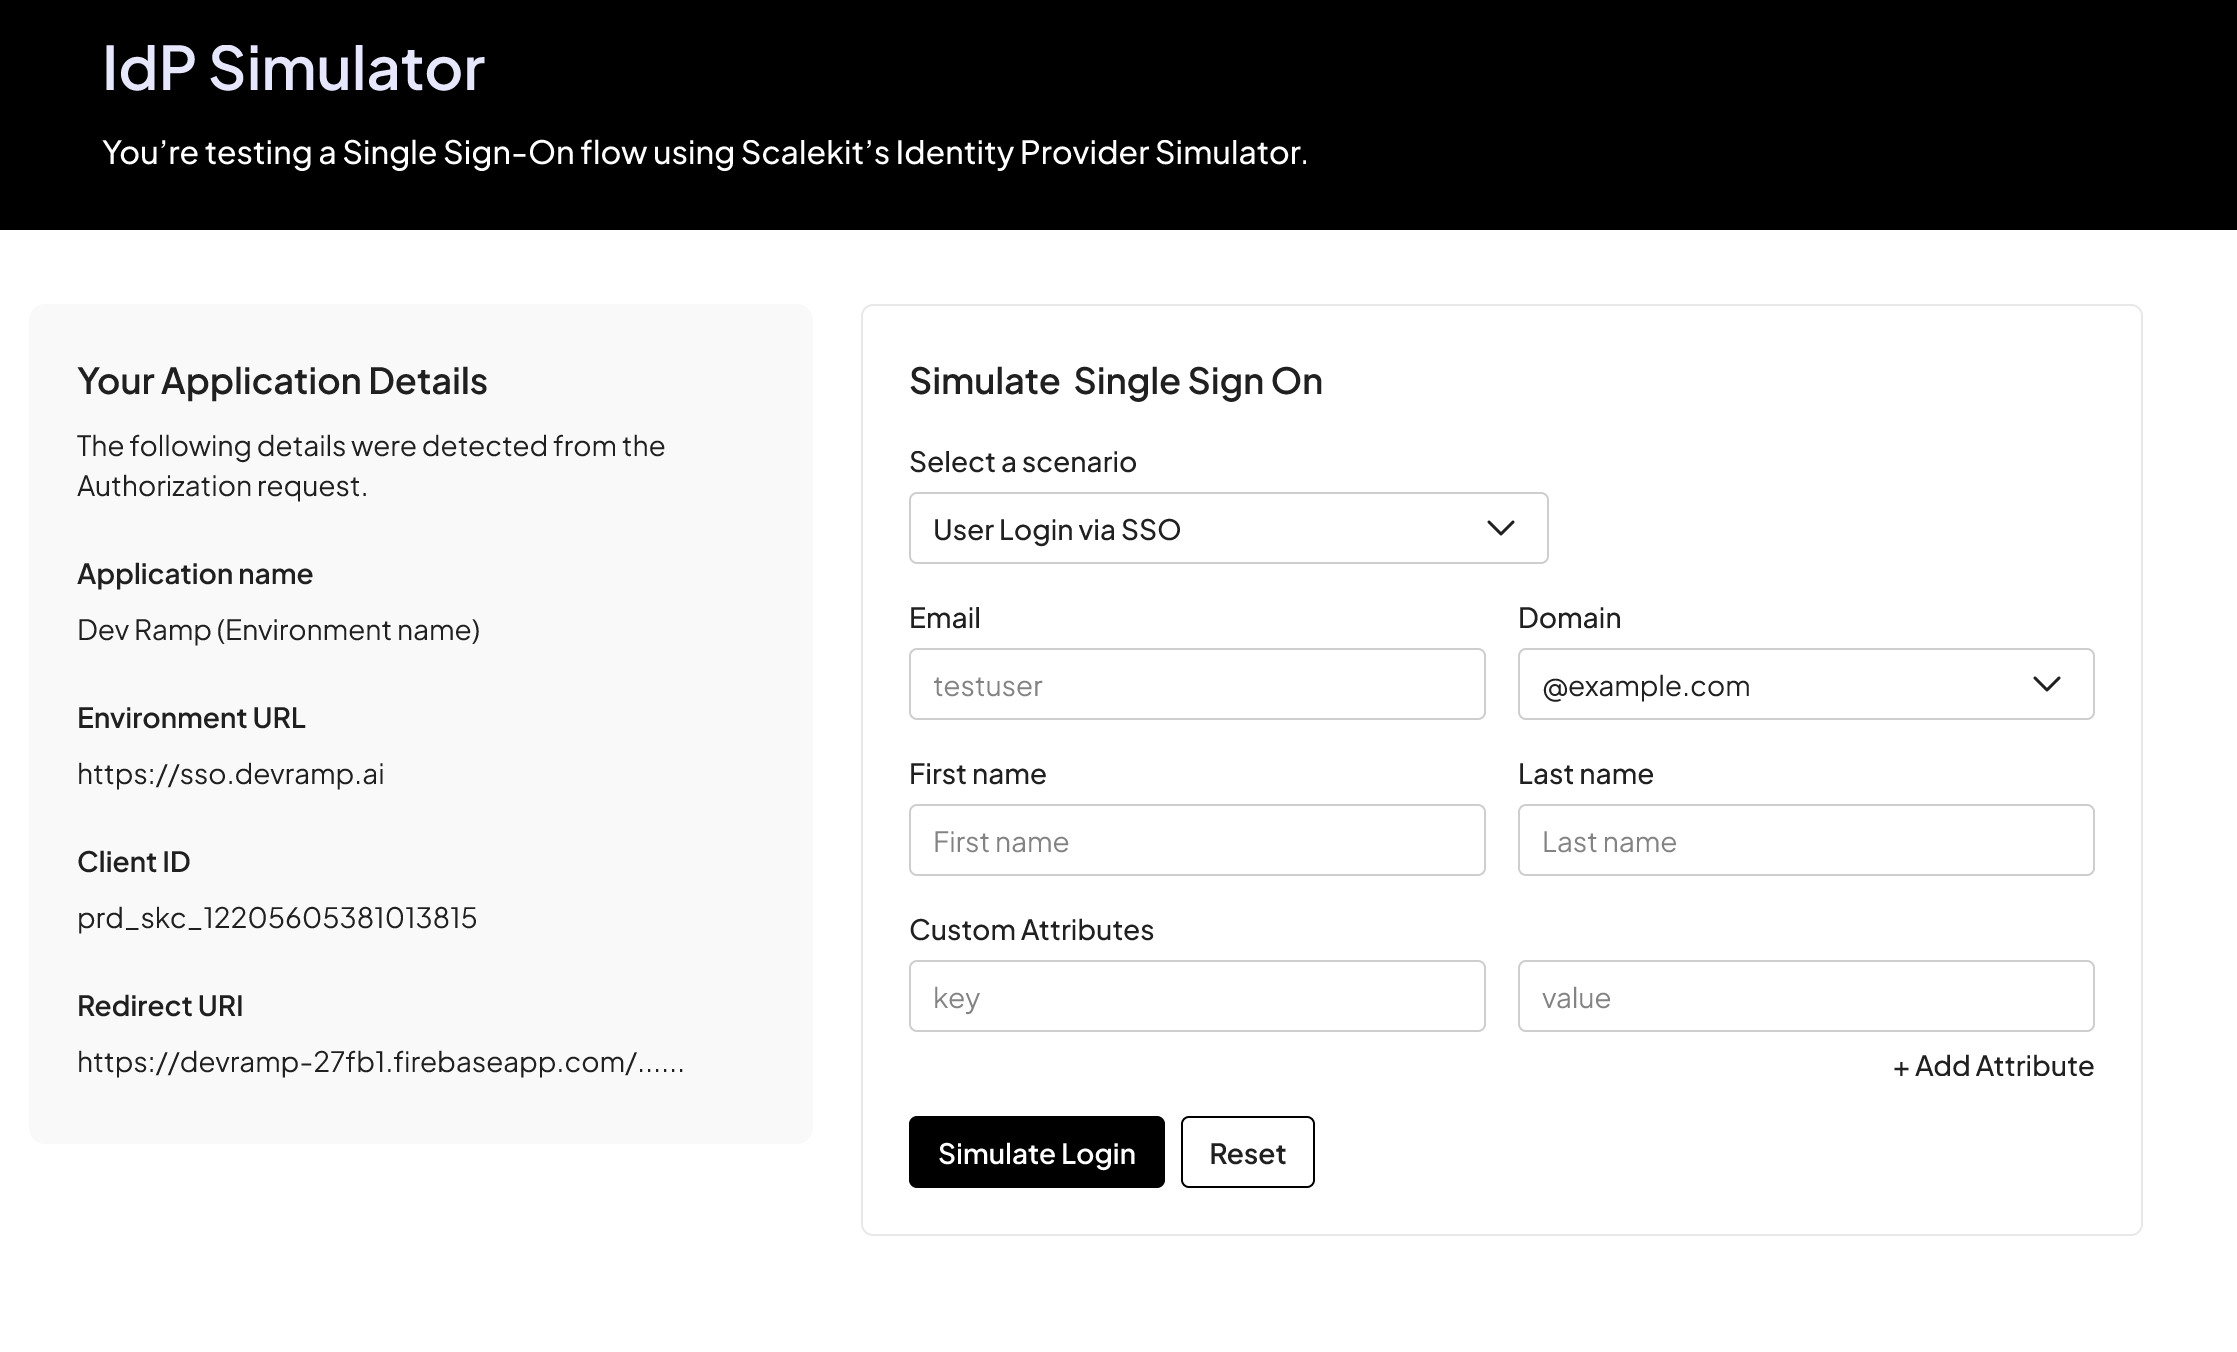 IdP Simulator
You’re testing a Single Sign-On flow using Scalekit’s Identity Provider Simulator.
Your Application Details
The following details were detected from the
Authorization request.
Application name
Dev Ramp (Environment name)
Environment URL
https://sso.devramp.ai
Client ID
prd_skc_12205605381013815
Redirect URI
https://devramp-27fb1.firebaseapp.com/......
Simulate Single Sign On
Select a scenario
User Login via SSO
Email
Domain
testuser
@example.com
First name
Last name
First name
Last name
Custom Attributes
key
value
+ Add Attribute
Simulate Login
Reset